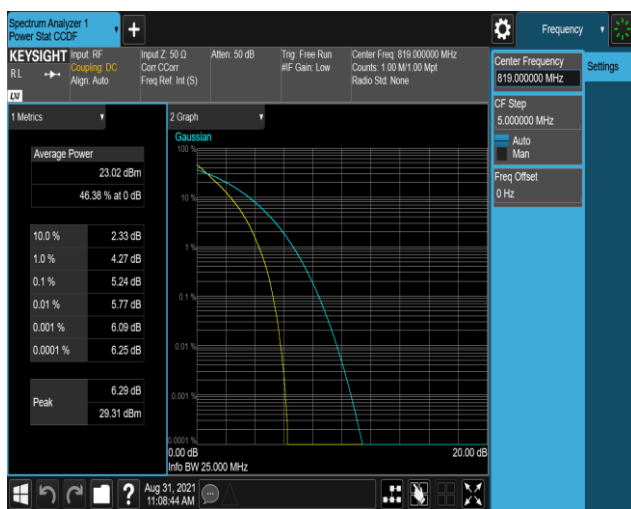 Spectrum Analyzer 1
Power Stat CCDF
Frequency
KEYSIGHT
Input: RF
Coupling: DC
Align: Auto
Input Z: 50 Ω
Corr CCorr
Freq Ref: Int (S)
Atten: 50 dB
Trig: Free Run
#IF Gain: Low
Center Freq: 819.000000 MHz
Counts: 1.00 M/1.00 Mpt
Radio Std: None
RL
LXI
Center Frequency
819.000000 MHz
Settings
CF Step
5.000000 MHz
Auto
Man
Freq Offset
0 Hz
1 Metrics
Average Power
23.02 dBm
46.38 % at 0 dB
10.0 % 2.33 dB
1.0 % 4.27 dB
0.1 % 5.24 dB
0.01 % 5.77 dB
0.001 % 6.09 dB
0.0001 % 6.25 dB
Peak
6.29 dB
29.31 dBm
2 Graph
Gaussian
100 %
10 %
1 %
0.1 %
0.01 %
0.001 %
0.0001 %
0.00 dB 20.00 dB
Info BW 25.000 MHz
?
Aug 31, 2021
11:08:44 AM